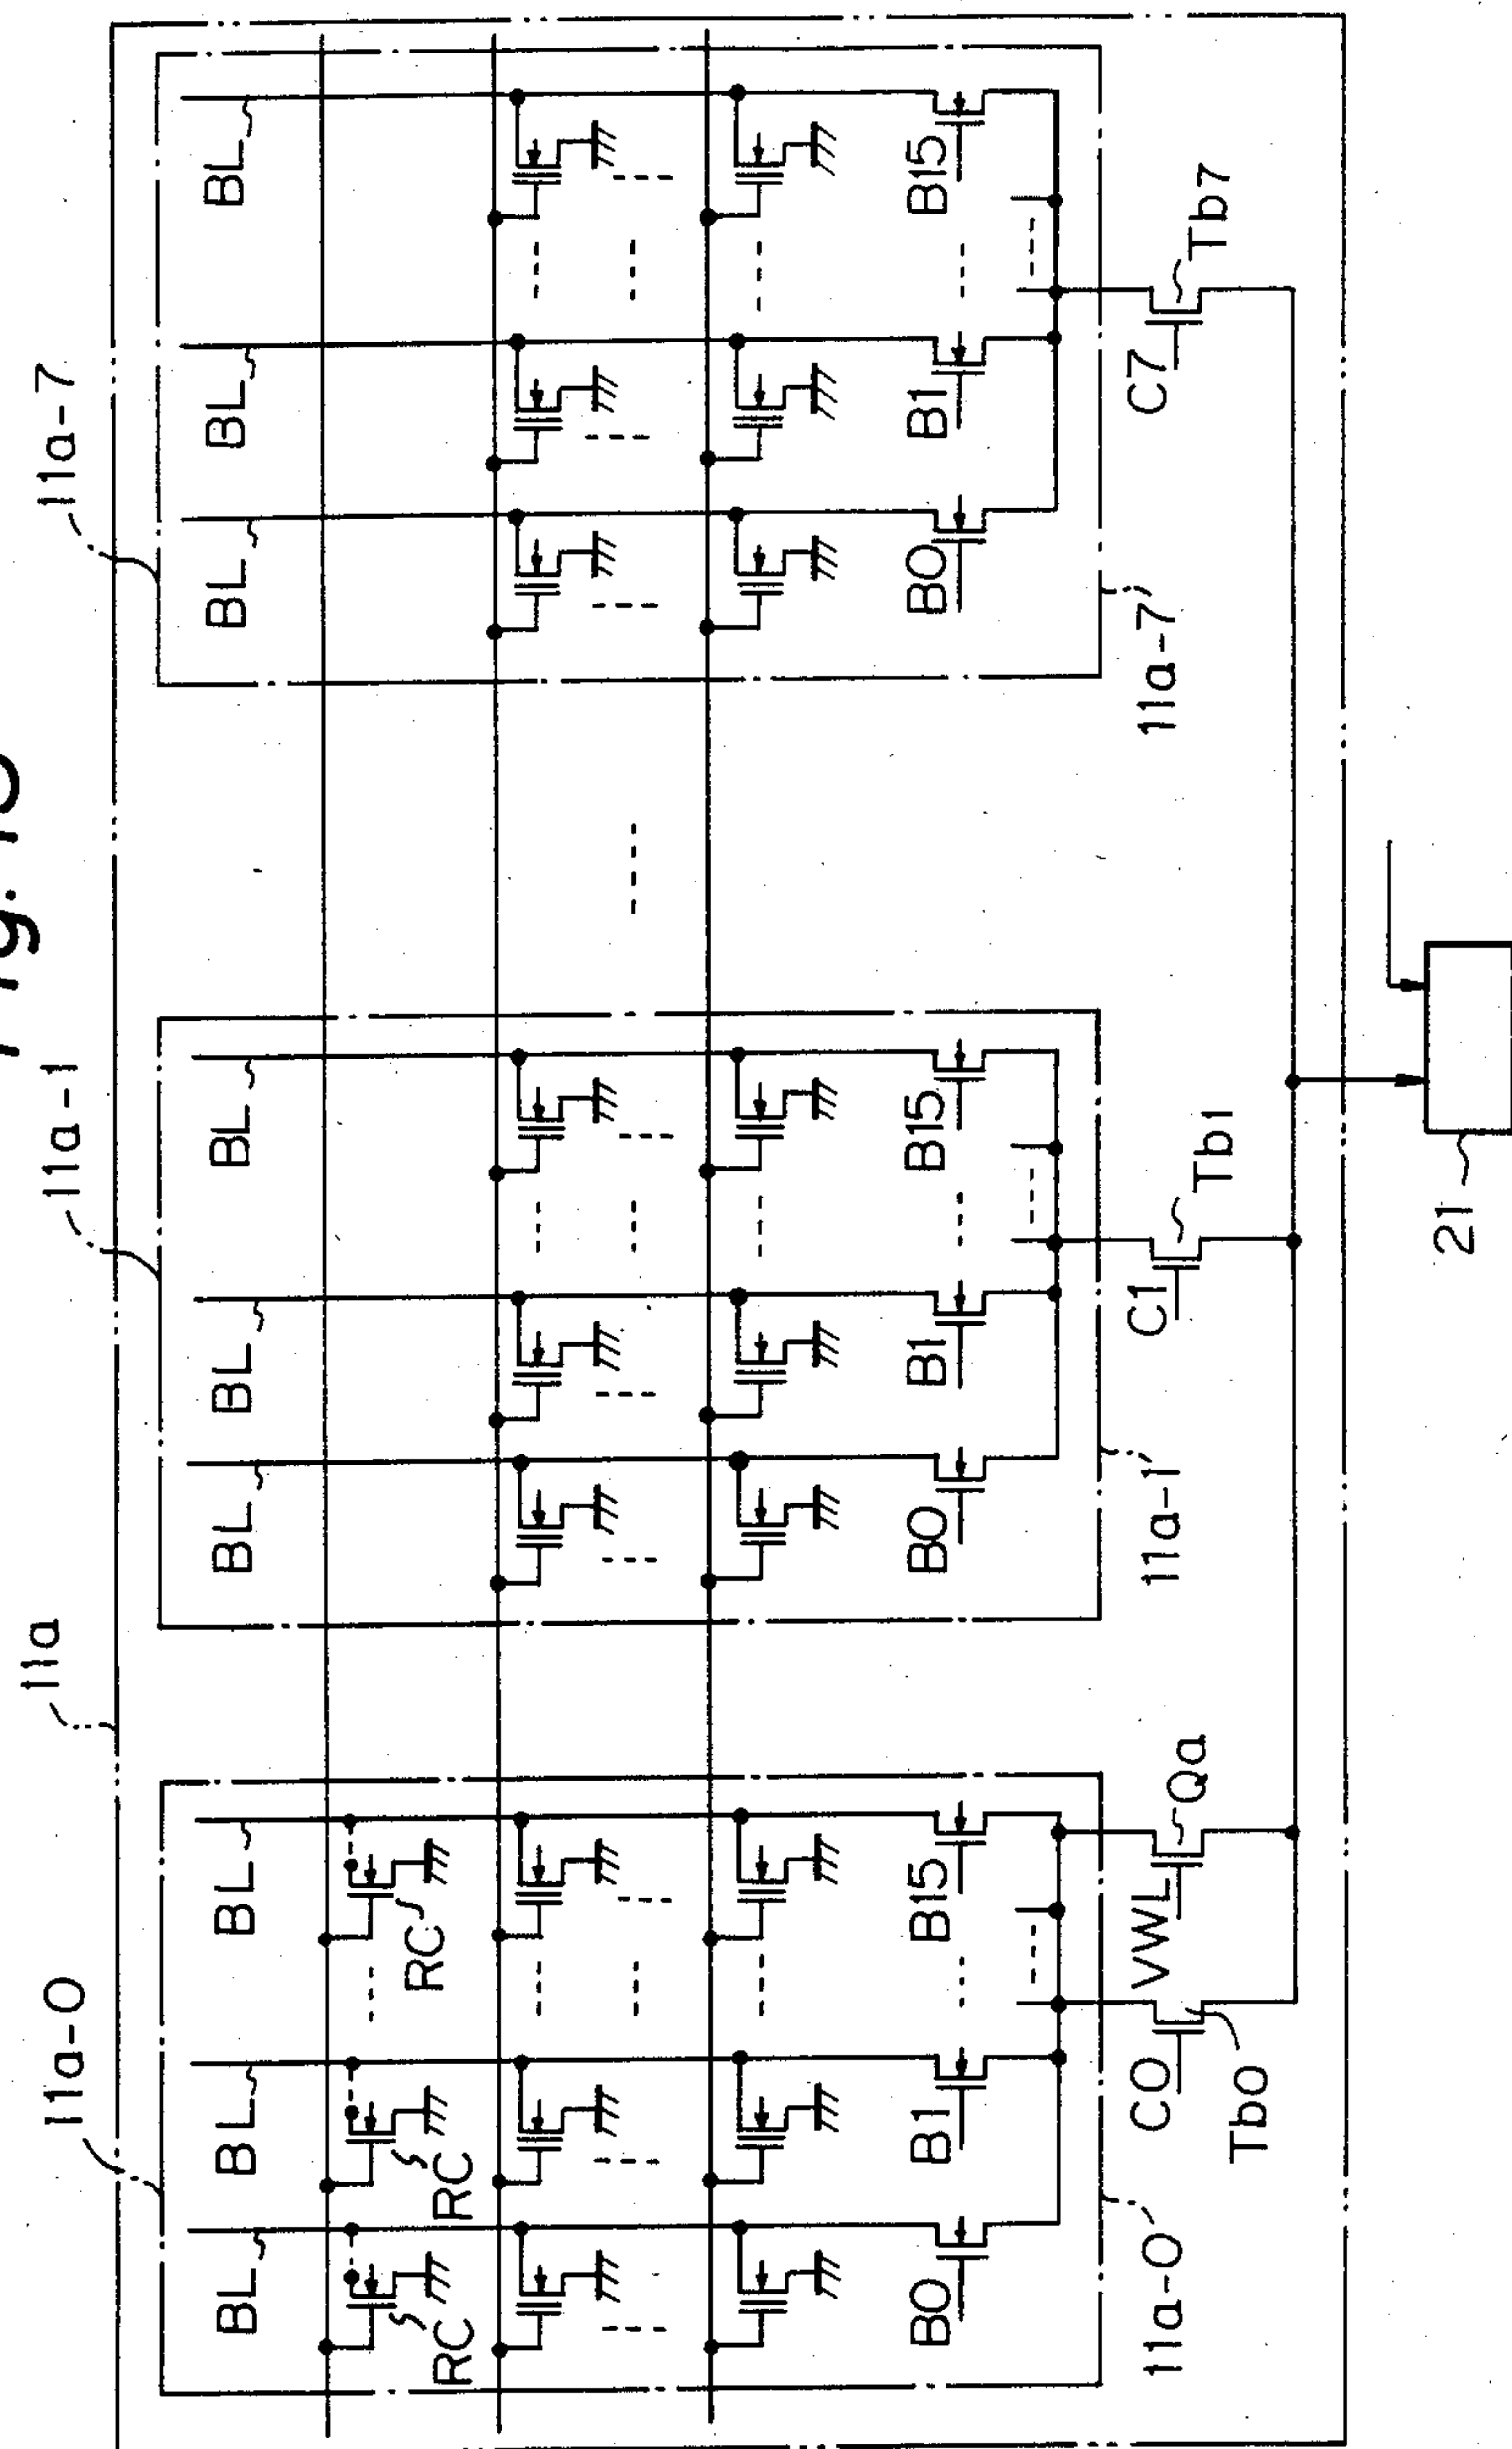 Fig.
11a
11a-0 11a-1 11a-7
BL BL BL BL BL BL BL BL BL
RC RC RC
B0 B1 B15 B0 B1 B15 B0 B1 B15
11a-0 11a-1 11a-7
C0 VWL Qa C1 Tb1 C7 Tb7
Tb0
21